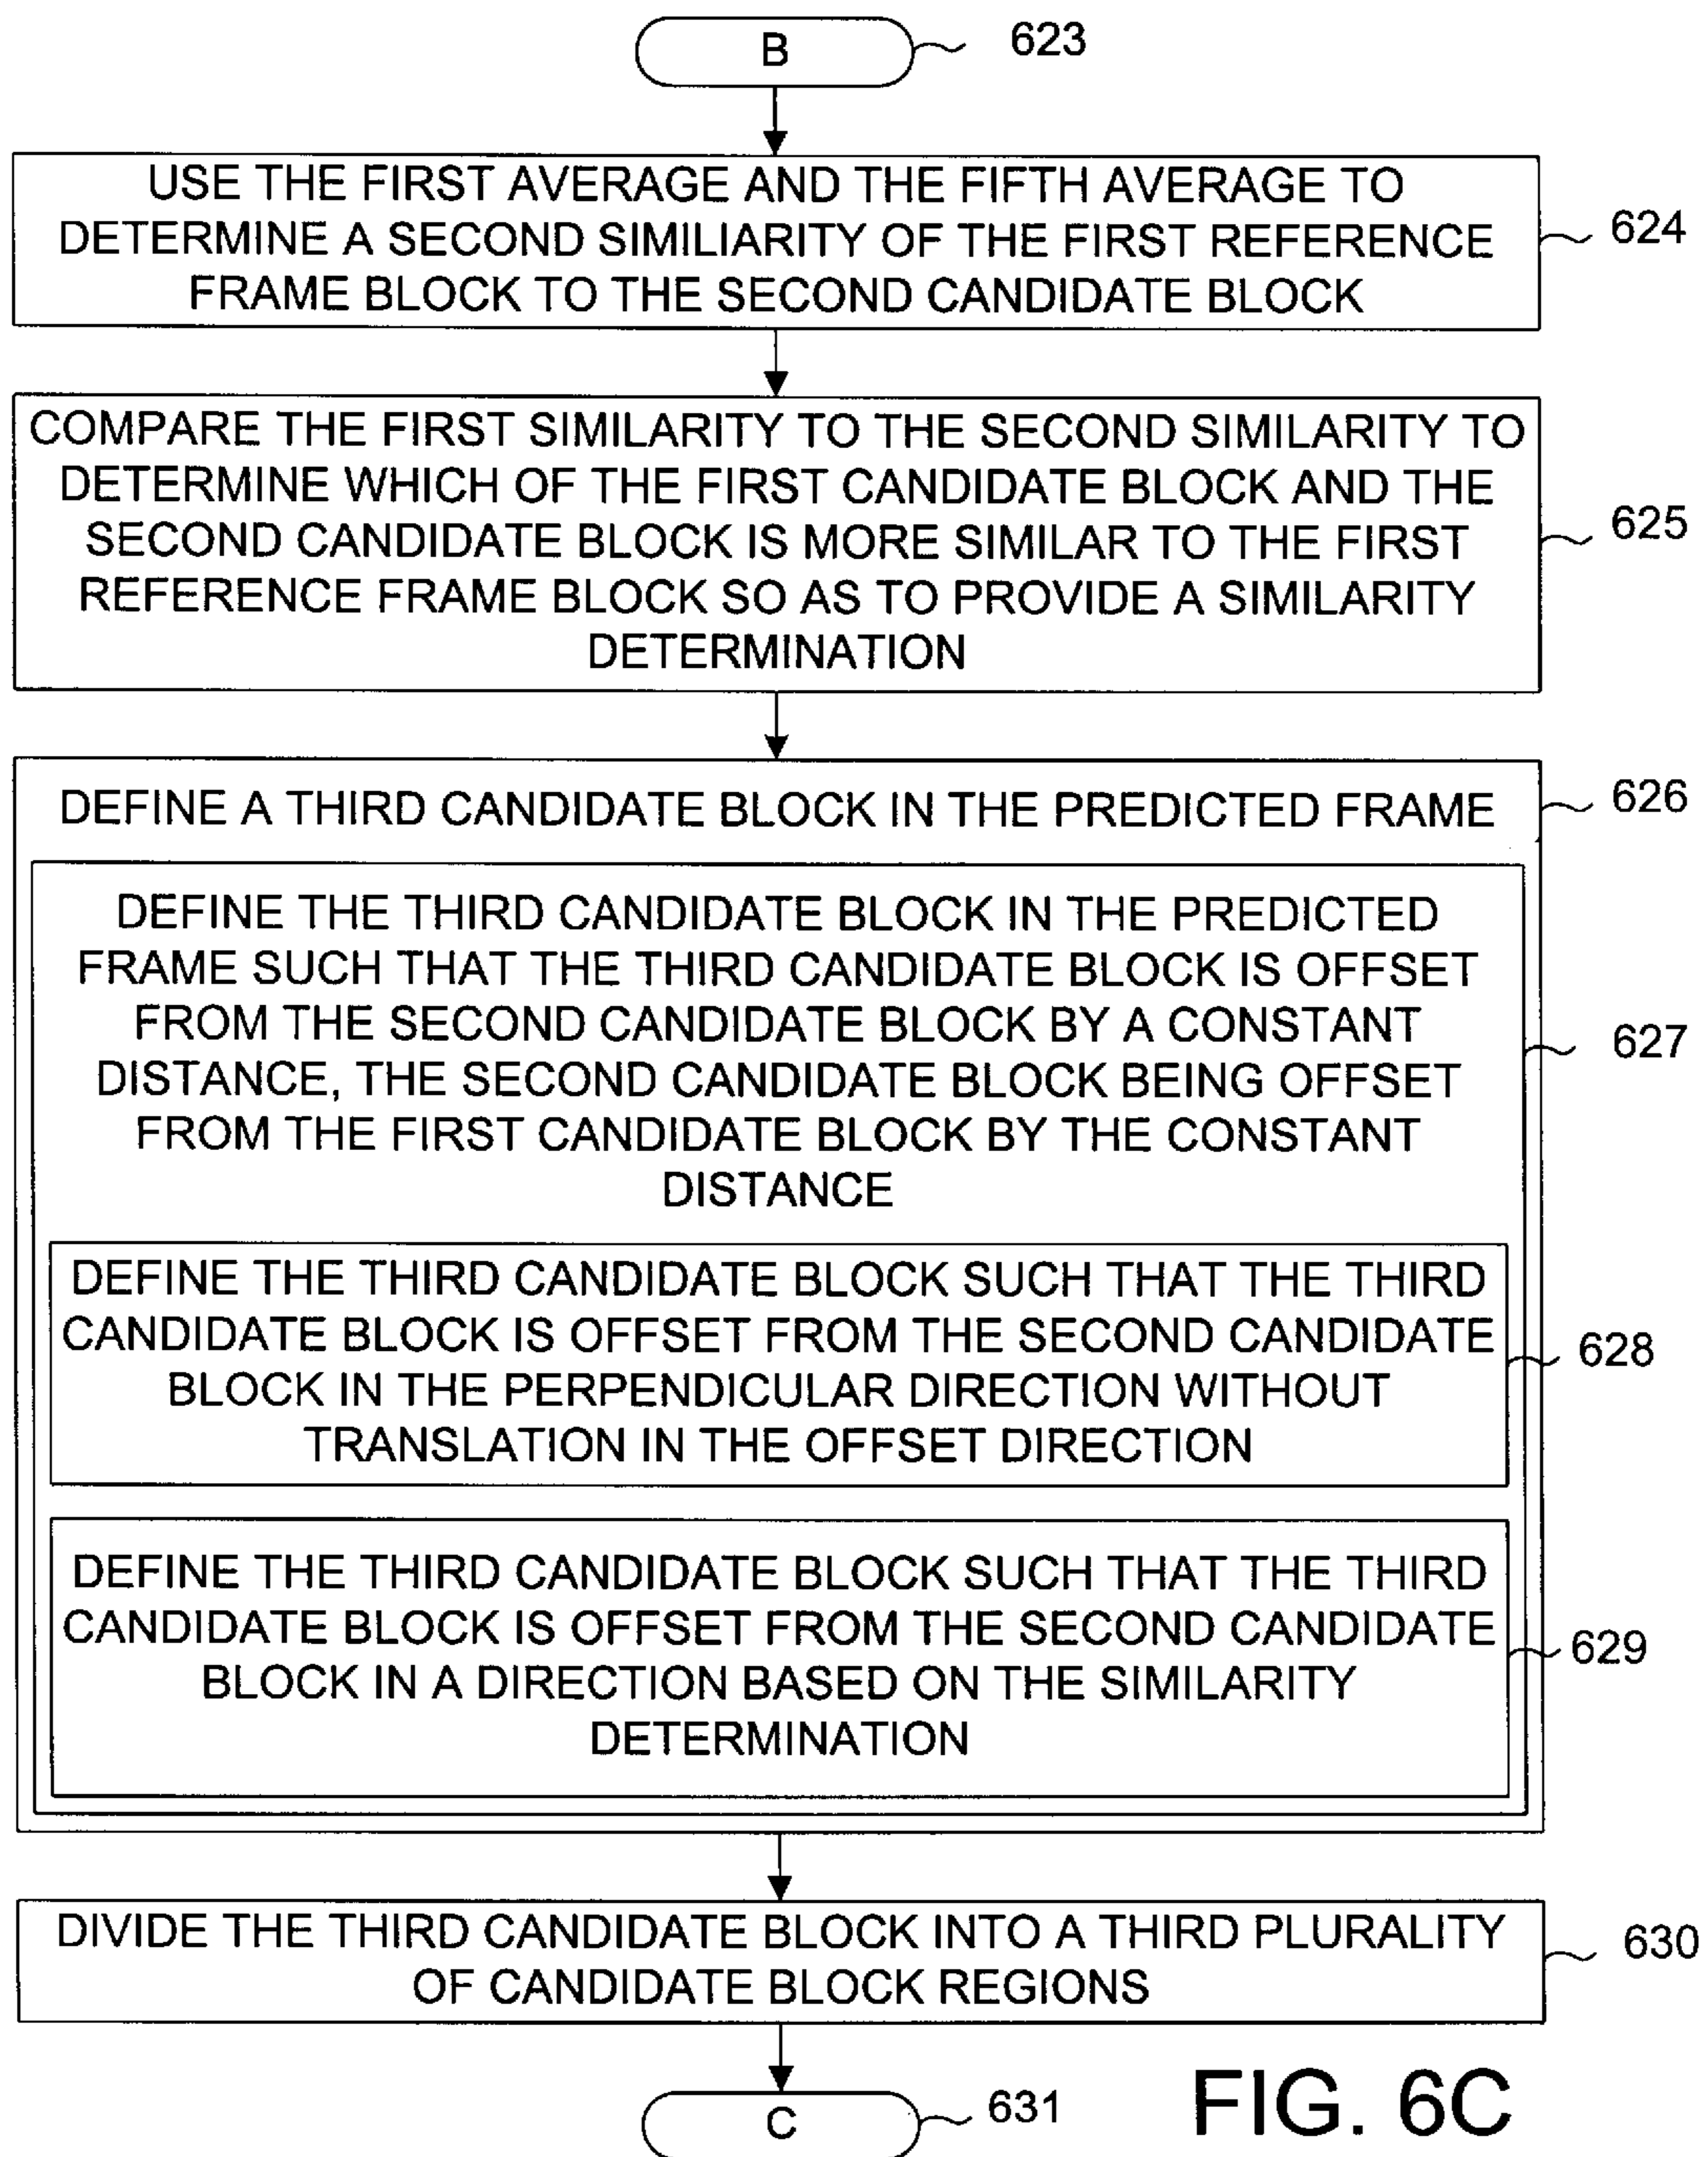 B
623
USE THE FIRST AVERAGE AND THE FIFTH AVERAGE TO
DETERMINE A SECOND SIMILIARITY OF THE FIRST REFERENCE
FRAME BLOCK TO THE SECOND CANDIDATE BLOCK
624
COMPARE THE FIRST SIMILARITY TO THE SECOND SIMILARITY TO
DETERMINE WHICH OF THE FIRST CANDIDATE BLOCK AND THE
SECOND CANDIDATE BLOCK IS MORE SIMILAR TO THE FIRST
REFERENCE FRAME BLOCK SO AS TO PROVIDE A SIMILARITY
DETERMINATION
625
DEFINE A THIRD CANDIDATE BLOCK IN THE PREDICTED FRAME
626
DEFINE THE THIRD CANDIDATE BLOCK IN THE PREDICTED
FRAME SUCH THAT THE THIRD CANDIDATE BLOCK IS OFFSET
FROM THE SECOND CANDIDATE BLOCK BY A CONSTANT
DISTANCE, THE SECOND CANDIDATE BLOCK BEING OFFSET
FROM THE FIRST CANDIDATE BLOCK BY THE CONSTANT
DISTANCE
627
DEFINE THE THIRD CANDIDATE BLOCK SUCH THAT THE THIRD
CANDIDATE BLOCK IS OFFSET FROM THE SECOND CANDIDATE
BLOCK IN THE PERPENDICULAR DIRECTION WITHOUT
TRANSLATION IN THE OFFSET DIRECTION
628
DEFINE THE THIRD CANDIDATE BLOCK SUCH THAT THE THIRD
CANDIDATE BLOCK IS OFFSET FROM THE SECOND CANDIDATE
BLOCK IN A DIRECTION BASED ON THE SIMILARITY
DETERMINATION
629
DIVIDE THE THIRD CANDIDATE BLOCK INTO A THIRD PLURALITY
OF CANDIDATE BLOCK REGIONS
630
C
631
FIG. 6C